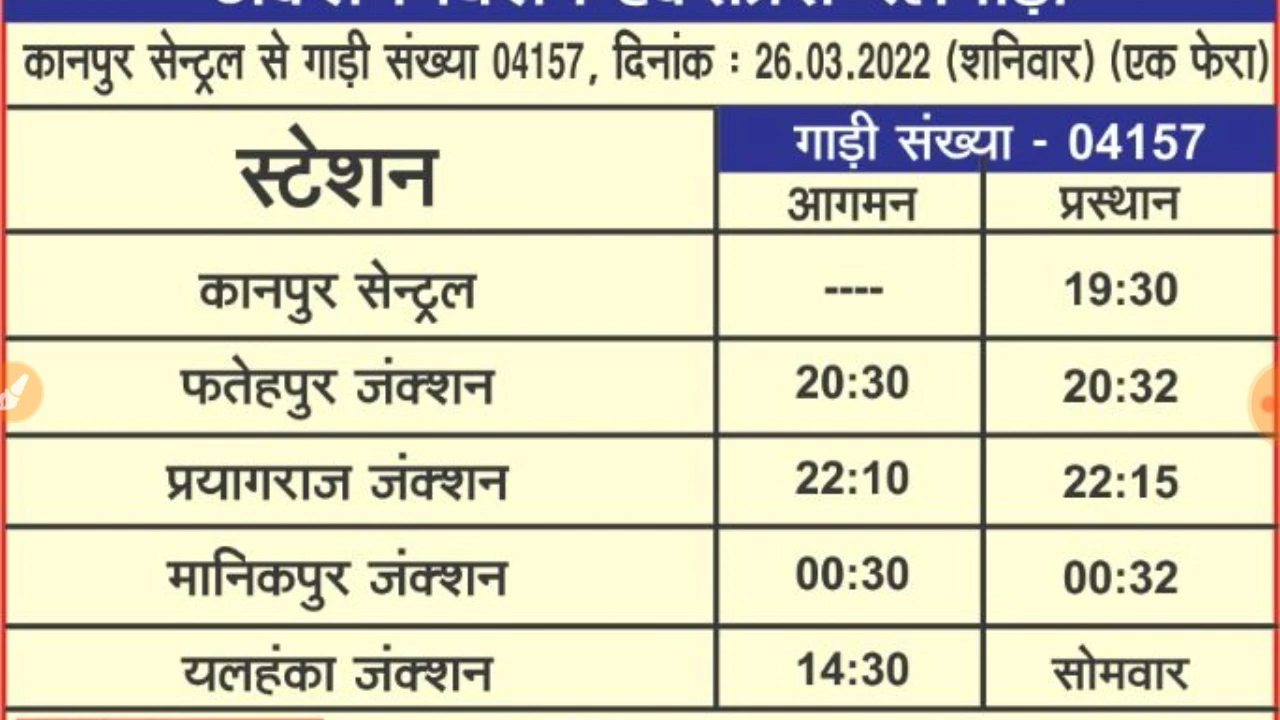 कानपुर सेन्ट्रल से गाड़ी संख्या 04157, दिनांक : 26.03.2022 (शनिवार) (एक फेरा)
स्टेशन
गाड़ी संख्या - 04157
आगमन प्रस्थान
कानपुर सेन्ट्रल ---- 19:30
फतेहपुर जंक्शन 20:30 20:32
प्रयागराज जंक्शन 22:10 22:15
मानिकपुर जंक्शन 00:30 00:32
यलहंका जंक्शन 14:30 सोमवार